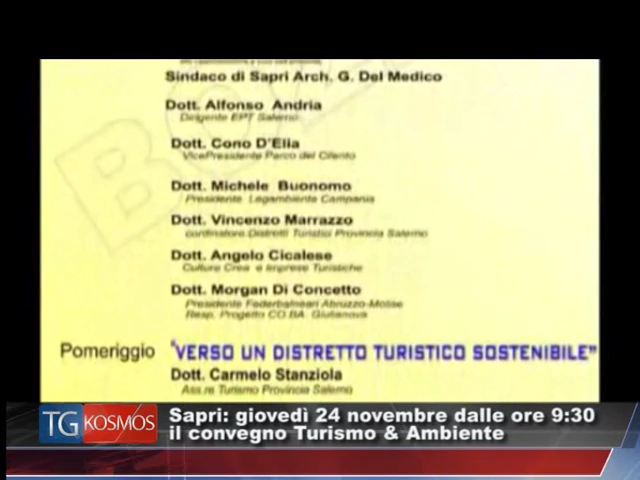 Sindaco di Sapri Arch. G. Del Medico
Dott. Alfonso Andria
Dirigente EPT Salerno
Dott. Cono D'Elia
VicePresidente Parco del Cilento
Dott. Michele Buonomo
Presidente Legambiente Campania
Dott. Vincenzo Marrazzo
cordinatore Distretti Turistici Provincia Salerno
Dott. Angelo Cicalese
Culture Crea e Imprese Turistiche
Dott. Morgan Di Concetto
Presidente Federbalneari Abruzzo-Molise
Resp. Progetto CO.BA. Giulianova
Pomeriggio "VERSO UN DISTRETTO TURISTICO SOSTENIBILE"
Dott. Carmelo Stanziola
Ass.re Turismo Provincia Salerno
TG KOSMOS
Sapri: giovedì 24 novembre dalle ore 9:30
il convegno Turismo & Ambiente